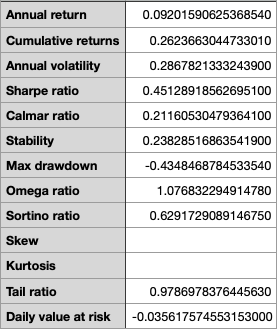 Annual return 0.09201590625368540
Cumulative returns 0.2623663044733010
Annual volatility 0.2867821333243900
Sharpe ratio 0.45128918562695100
Calmar ratio 0.21160530479364100
Stability 0.23828516863541900
Max drawdown -0.4348468784533540
Omega ratio 1.076832294914780
Sortino ratio 0.6291729089146750
Skew
Kurtosis
Tail ratio 0.9786978376445630
Daily value at risk -0.035617574553153000